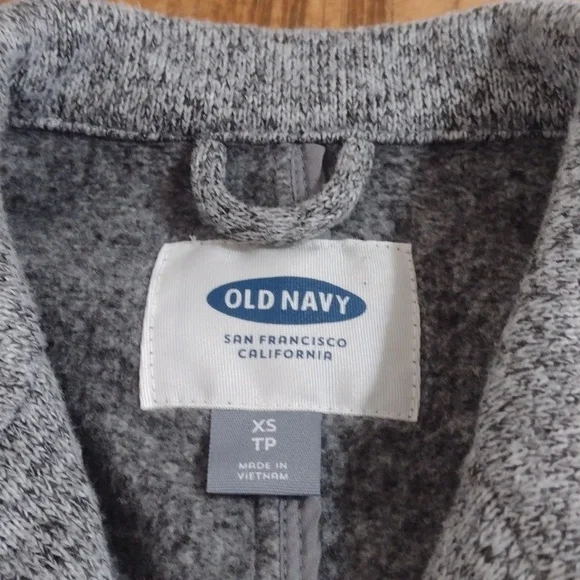 OLD NAVY
SAN FRANCISCO
CALIFORNIA
XS
TP
MADE IN
VIETNAM